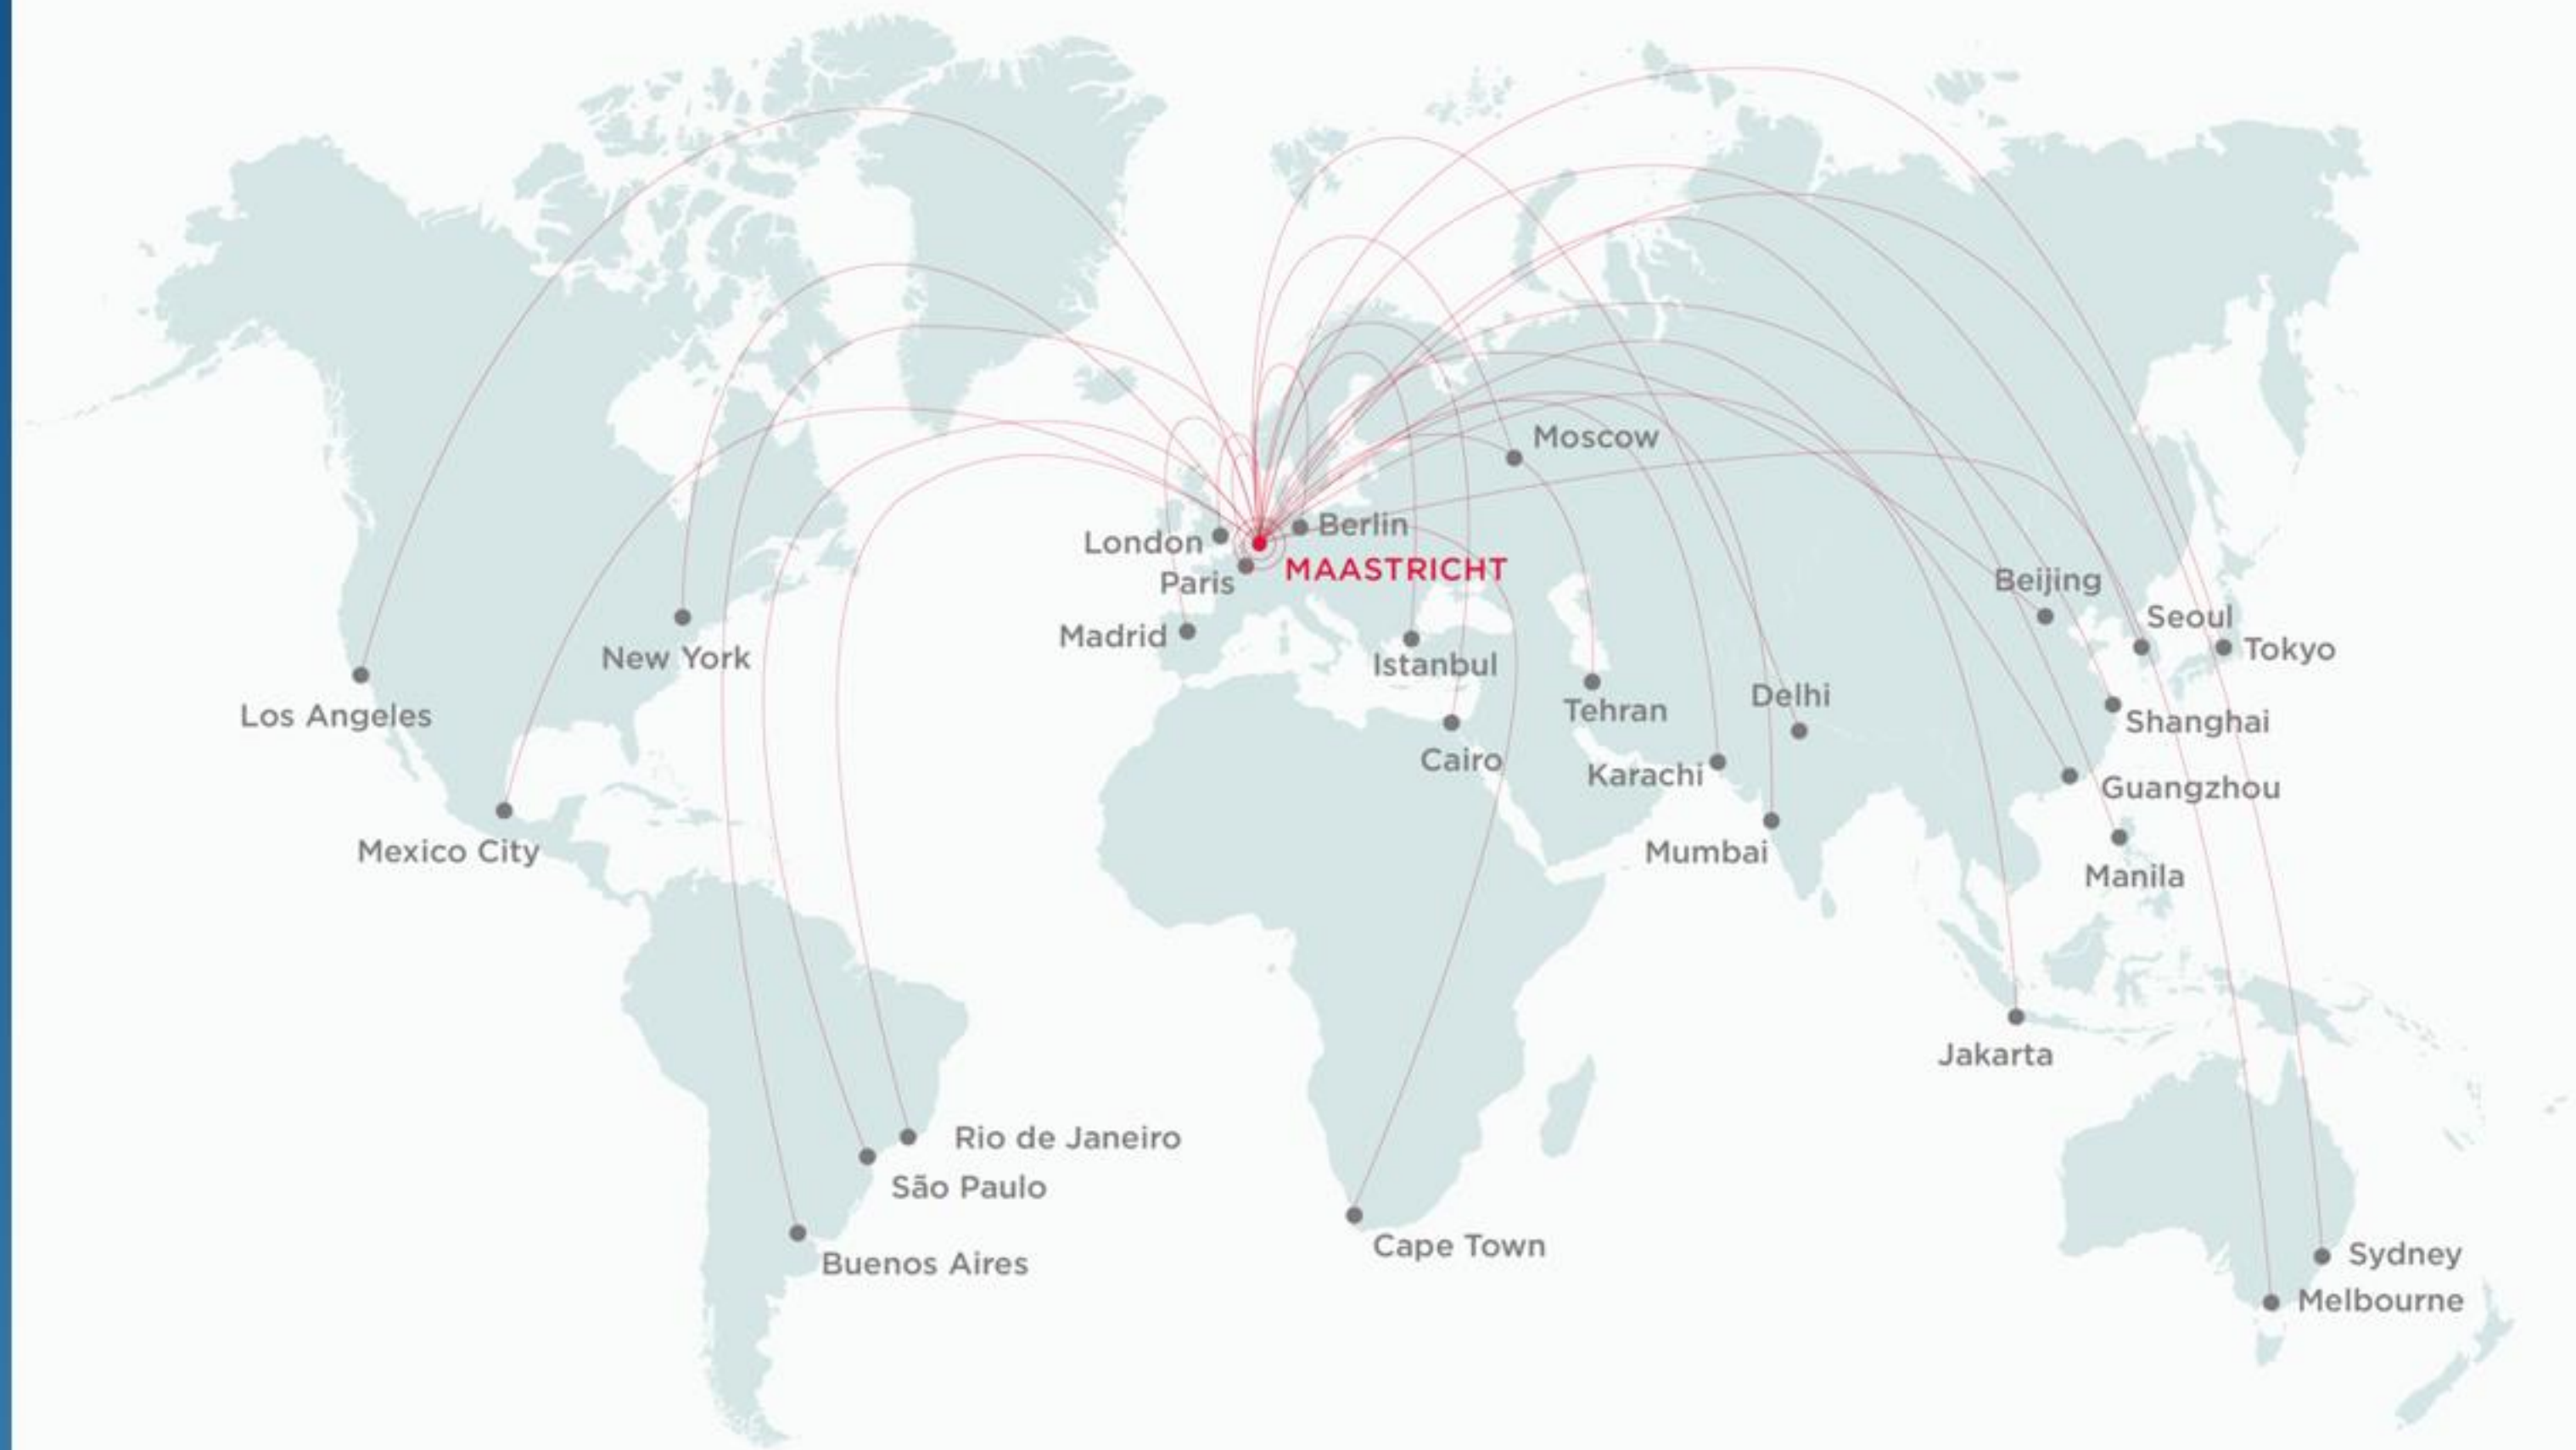 Moscow
Berlin
London
MAASTRICHT
Paris
Beijing
Seoul
Madrid
Tokyo
New York
Istanbul
Delhi
Tehran
Los Angeles
Shanghai
Cairo
Karachi
Guangzhou
Mexico City
Mumbai
Manila
Jakarta
Rio de Janeiro
São Paulo
Cape Town
Sydney
Buenos Aires
Melbourne